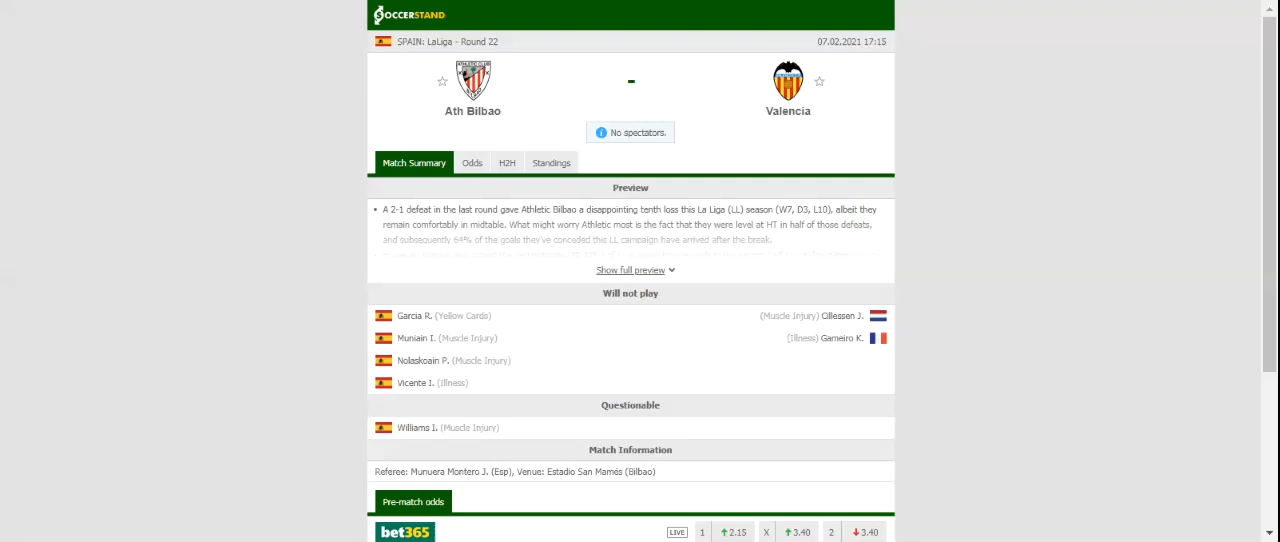 SOCCERSTAND
SPAIN: LaLiga - Round 22
07.02.2021 17:15
-
Ath Bilbao
Valencia
No spectators.
Match Summary
Odds
H2H
Standings
Preview
• A 2-1 defeat in the last round gave Athletic Bilbao a disappointing tenth loss this La Liga (LL) season (W7, D3, L10), albeit they
remain comfortably in midtable. What might worry Athletic most is the fact that they were level at HT in half of those defeats,
and subsequently 64% of the goals they've conceded this LL campaign have arrived after the break.
Show full preview
Will not play
Garcia R. (Yellow Cards)
(Muscle Injury) Cillessen J.
Muniain I. (Muscle Injury)
(Illness) Gameiro K.
Nolaskoain P. (Muscle Injury)
Vicente I. (Illness)
Questionable
Williams I. (Muscle Injury)
Match Information
Referee: Munuera Montero J. (Esp), Venue: Estadio San Mamés (Bilbao)
Pre-match odds
bet365
LIVE
1
2.15
X
3.40
2
3.40